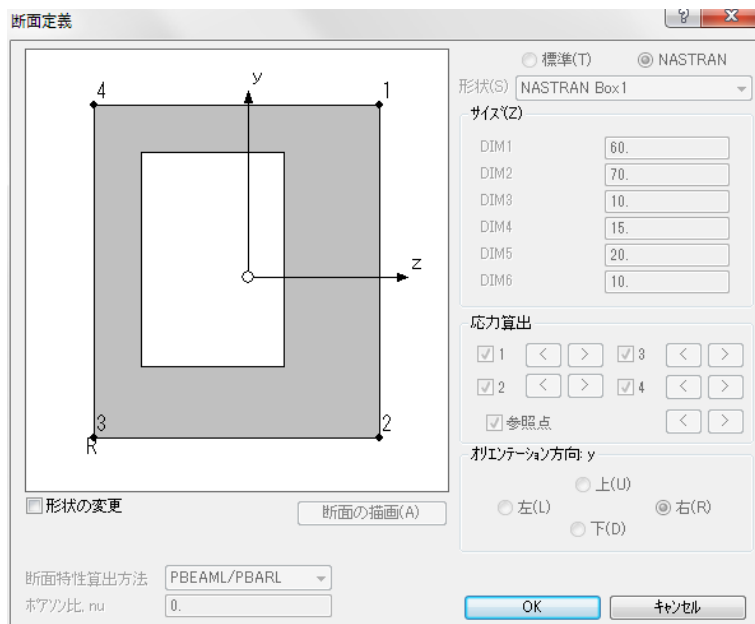 断面定義
標準(T) NASTRAN
形状(S) NASTRAN Box1
サイズ(Z)
DIM1 60.
DIM2 70.
DIM3 10.
DIM4 15.
DIM5 20.
DIM6 10.
4 y 1
z
3 2
R
応力算出
1 < > 3 < >
2 < > 4 < >
参照点 < >
オリエンテーション方向: y
上(U)
左(L) 右(R)
下(D)
形状の変更 断面の描画(A)
断面特性算出方法 PBEAML/PBARL
ポアソン比, nu 0.
OK キャンセル